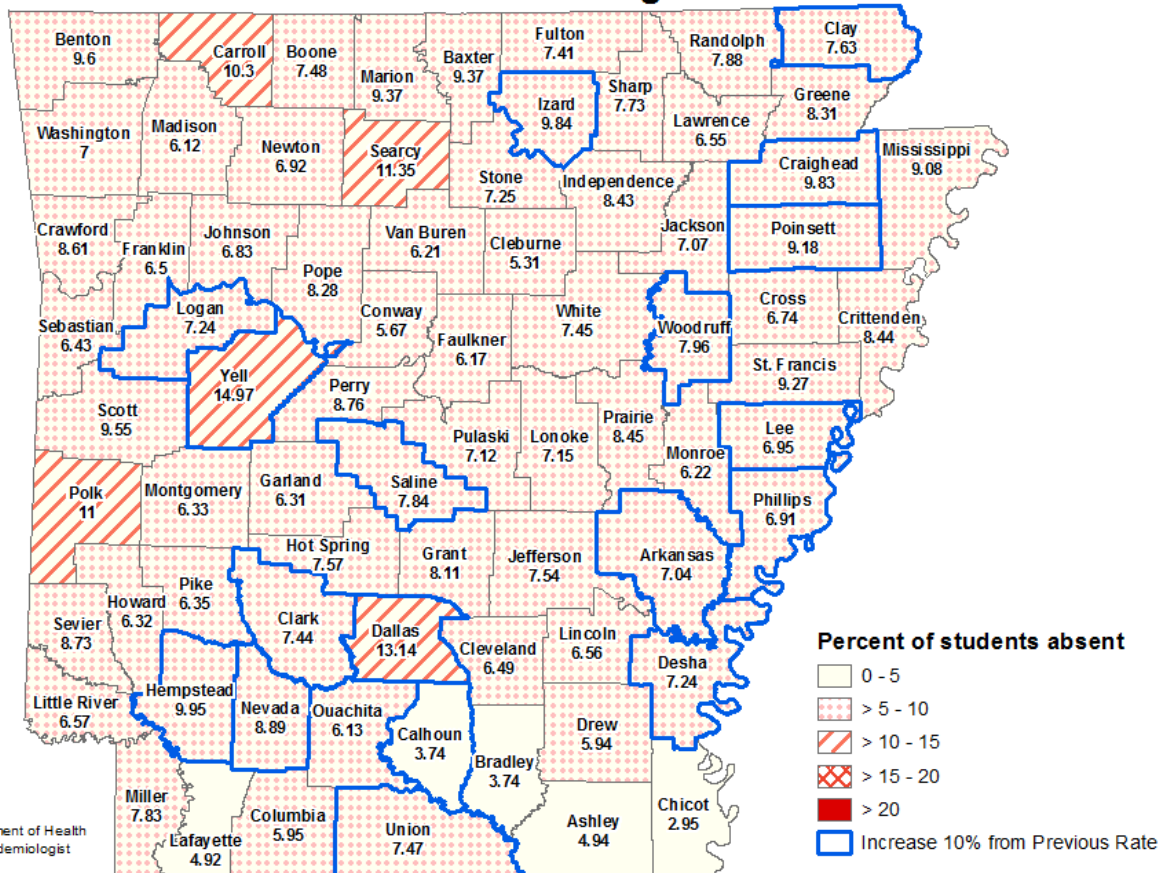 Benton
9.6
Carroll
10.3
Boone
7.48
Marion
9.37
Baxter
9.37
Fulton
7.41
Sharp
7.73
Randolph
7.88
Clay
7.63
Izard
9.84
Greene
8.31
Lawrence
6.55
Washington
7
Madison
6.12
Newton
6.92
Searcy
11.35
Stone
7.25
Independence
8.43
Craighead
9.83
Mississippi
9.08
Crawford
8.61
Franklin
6.5
Johnson
6.83
Van Buren
6.21
Cleburne
5.31
Jackson
7.07
Poinsett
9.18
Pope
8.28
Logan
7.24
Sebastian
6.43
Conway
5.67
Faulkner
6.17
White
7.45
Woodruff
7.96
Cross
6.74
Crittenden
8.44
Yell
14.97
St. Francis
9.27
Scott
9.55
Perry
8.76
Pulaski
7.12
Lonoke
7.15
Prairie
8.45
Monroe
6.22
Lee
6.95
Polk
11
Montgomery
6.33
Garland
6.31
Saline
7.84
Phillips
6.91
Hot Spring
7.57
Grant
8.11
Jefferson
7.54
Arkansas
7.04
Pike
6.35
Howard
6.32
Sevier
8.73
Clark
7.44
Dallas
13.14
Cleveland
6.49
Lincoln
6.56
Desha
7.24
Little River
6.57
Hempstead
9.95
Nevada
8.89
Ouachita
6.13
Calhoun
3.74
Bradley
3.74
Drew
5.94
Miller
7.83
Lafayette
4.92
Columbia
5.95
Union
7.47
Ashley
4.94
Chicot
2.95
Percent of students absent
0 - 5
> 5 - 10
> 10 - 15
> 15 - 20
> 20
Increase 10% from Previous Rate
ment of Health
demiologist